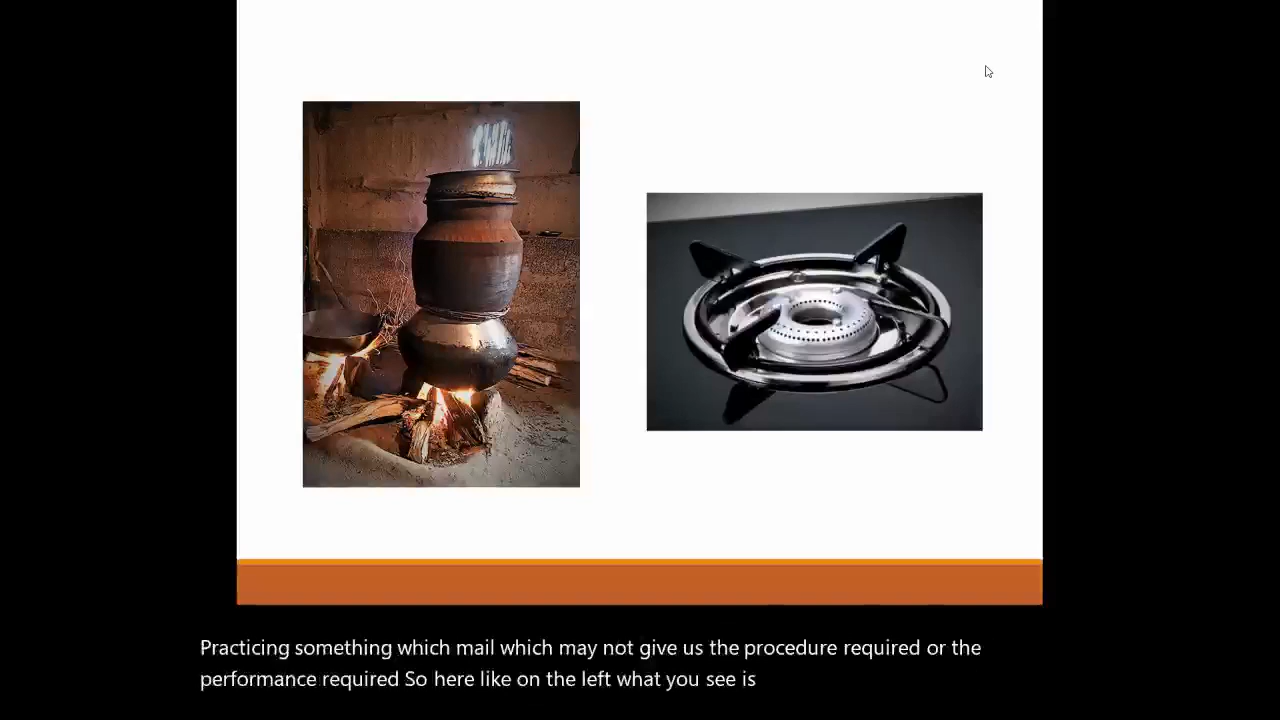 Practicing something which mail which may not give us the procedure required or the
performance required So here like on the left what you see is